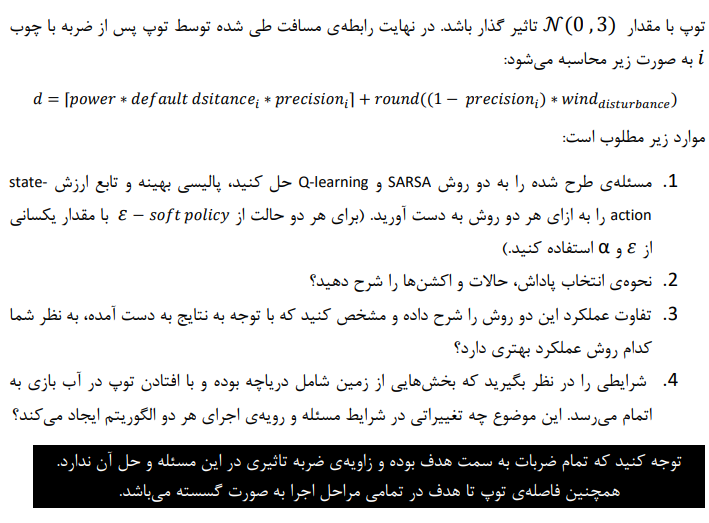 توپ با مقدار 𝒩(0 , 3) تاثیر گذار باشد. در نهایت رابطه‌ی مسافت طی شده توسط توپ پس از ضربه با چوب
i به صورت زیر محاسبه می‌شود:
d = ⌈power ∗ default dsitanceᵢ ∗ precisionᵢ⌉ + round((1 − precisionᵢ) ∗ wind_disturbance)
موارد زیر مطلوب است:
1. مسئله‌ی طرح شده را به دو روش SARSA و Q-learning حل کنید، پالیسی بهینه و تابع ارزش state-
action را به ازای هر دو روش به دست آورید. (برای هر دو حالت از ε − soft policy با مقدار یکسانی
از ε و α استفاده کنید.)
2. نحوه‌ی انتخاب پاداش، حالات و اکشن‌ها را شرح دهید؟
3. تفاوت عملکرد این دو روش را شرح داده و مشخص کنید که با توجه به نتایج به دست آمده، به نظر شما
کدام روش عملکرد بهتری دارد؟
4. شرایطی را در نظر بگیرید که بخش‌هایی از زمین شامل دریاچه بوده و با افتادن توپ در آب بازی به
اتمام می‌رسد. این موضوع چه تغییراتی در شرایط مسئله و رویه‌ی اجرای هر دو الگوریتم ایجاد می‌کند؟
توجه کنید که تمام ضربات به سمت هدف بوده و زاویه‌ی ضربه تاثیری در این مسئله و حل آن ندارد.
همچنین فاصله‌ی توپ تا هدف در تمامی مراحل اجرا به صورت گسسته می‌باشد.